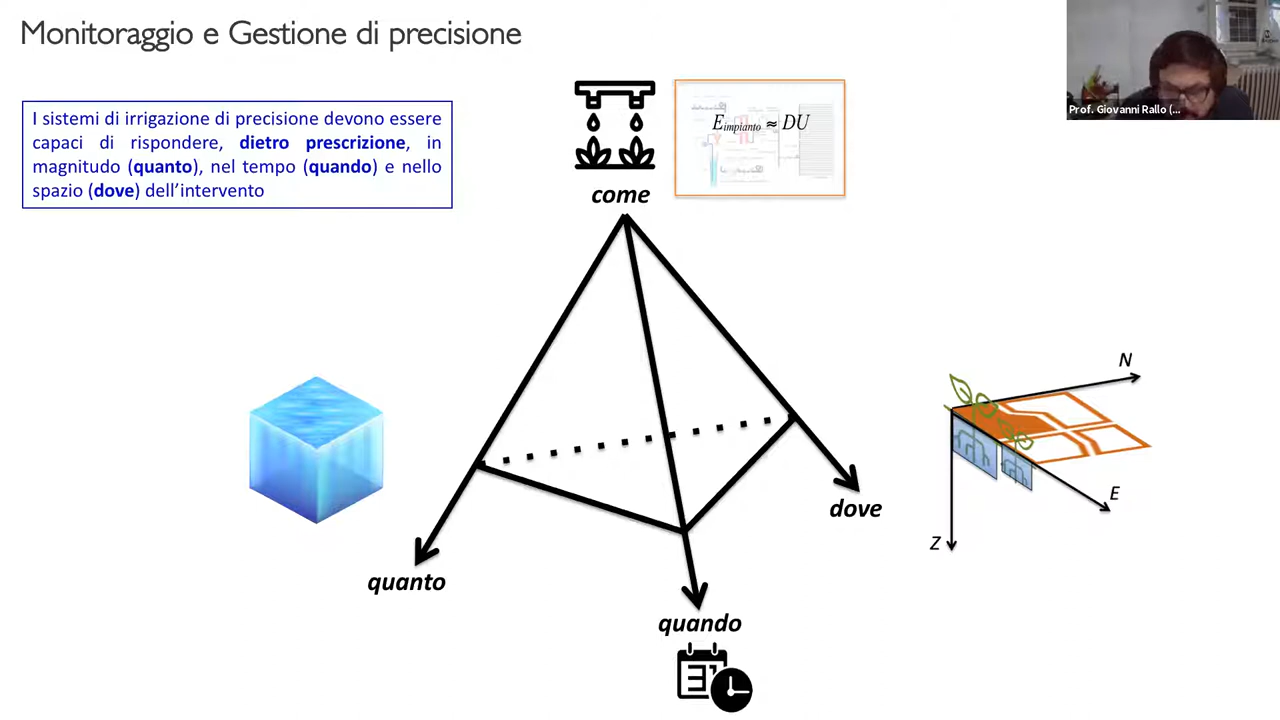 Monitoraggio e Gestione di precisione
Prof. Giovanni Rallo (...
I sistemi di irrigazione di precisione devono essere
capaci di rispondere, dietro prescrizione, in
magnitudo (quanto), nel tempo (quando) e nello
spazio (dove) dell'intervento
Eimpianto ≈ DU
come
N
E
dove
Z
quanto
quando
31